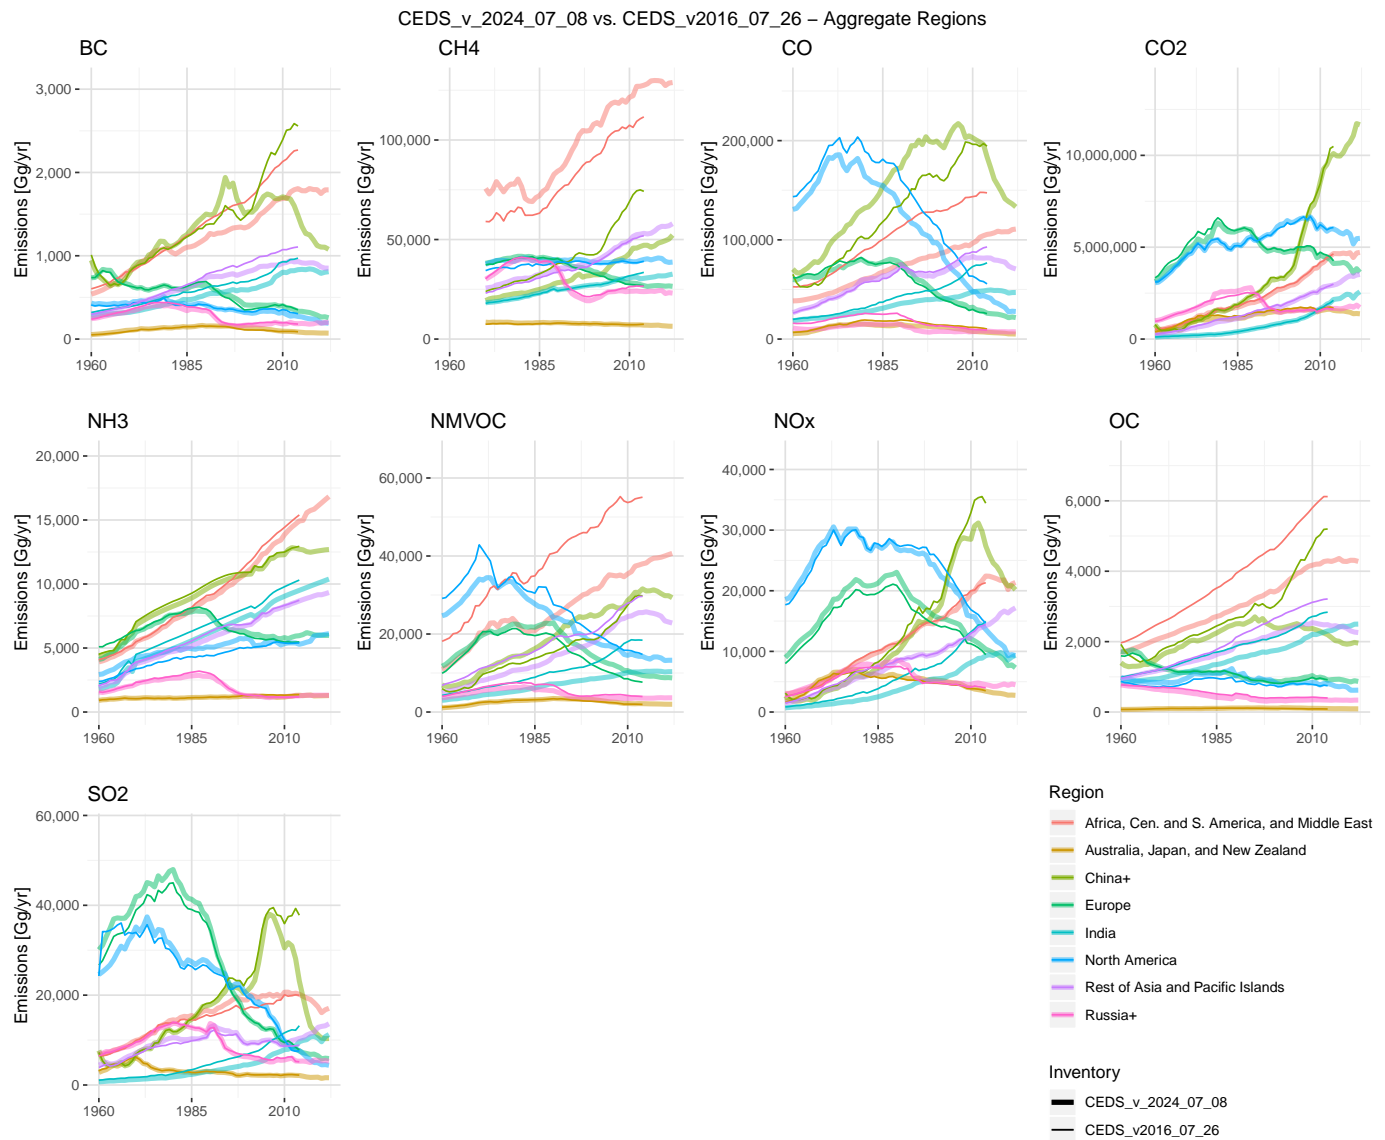 CEDS_v_2024_07_08 vs. CEDS_v2016_07_26 – Aggregate Regions
BC
CH4
CO
CO2
Emissions [Gg/yr]
3,000
2,000
1,000
0
1960
1985
2010
Emissions [Gg/yr]
100,000
50,000
0
1960
1985
2010
Emissions [Gg/yr]
200,000
100,000
0
1960
1985
2010
Emissions [Gg/yr]
10,000,000
5,000,000
0
1960
1985
2010
NH3
NMVOC
NOx
OC
Emissions [Gg/yr]
20,000
15,000
10,000
5,000
0
1960
1985
2010
Emissions [Gg/yr]
60,000
40,000
20,000
0
1960
1985
2010
Emissions [Gg/yr]
40,000
30,000
20,000
10,000
0
1960
1985
2010
Emissions [Gg/yr]
6,000
4,000
2,000
0
1960
1985
2010
SO2
Emissions [Gg/yr]
60,000
40,000
20,000
0
1960
1985
2010
Region
Africa, Cen. and S. America, and Middle East
Australia, Japan, and New Zealand
China+
Europe
India
North America
Rest of Asia and Pacific Islands
Russia+
Inventory
CEDS_v_2024_07_08
CEDS_v2016_07_26